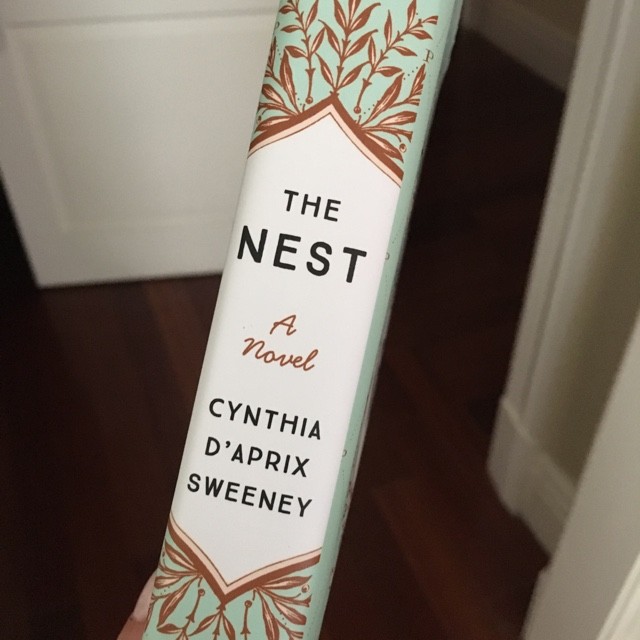 THE
NEST
A
Novel
CYNTHIA
D'APRIX
SWEENEY